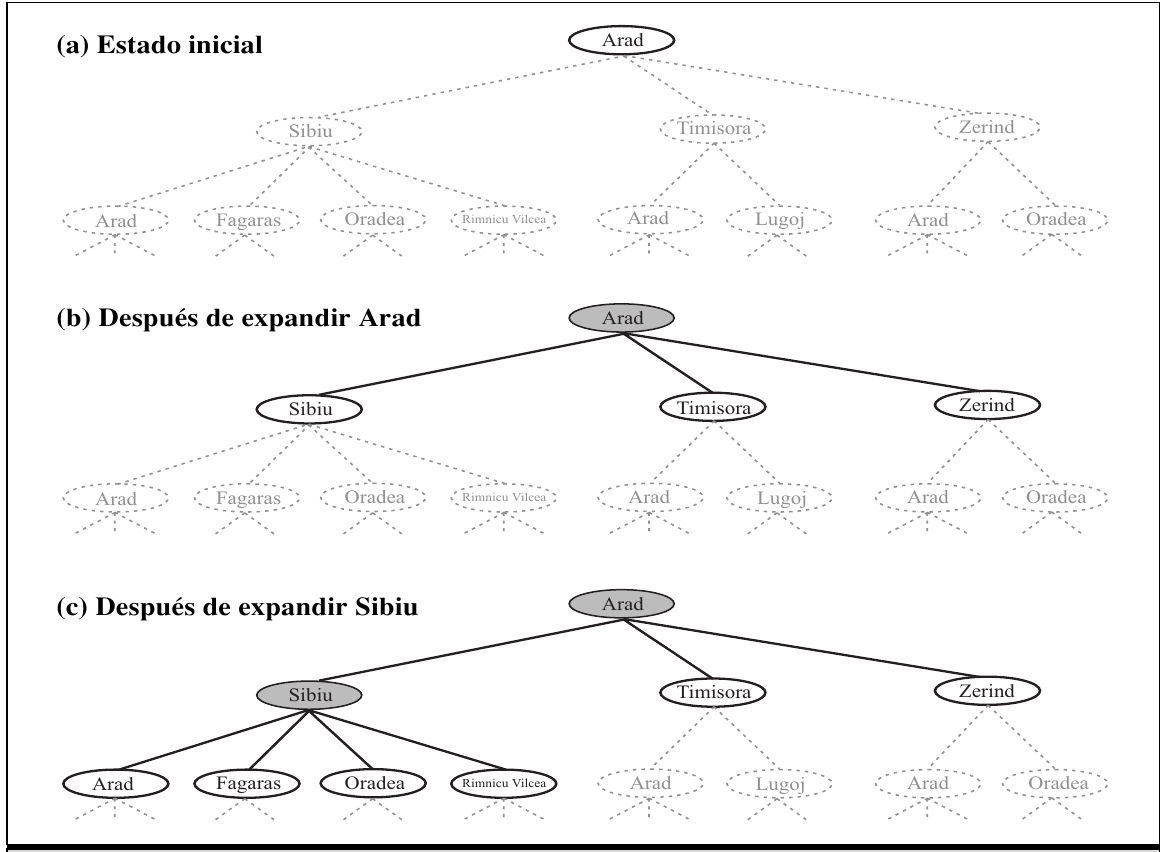 (a) Estado inicial
Arad
Sibiu Timisora Zerind
Arad Fagaras Oradea Rimnicu Vilcea Arad Lugoj Arad Oradea
(b) Después de expandir Arad
Arad
Sibiu Timisora Zerind
Arad Fagaras Oradea Rimnicu Vilcea Arad Lugoj Arad Oradea
(c) Después de expandir Sibiu
Arad
Sibiu Timisora Zerind
Arad Fagaras Oradea Rimnicu Vilcea Arad Lugoj Arad Oradea